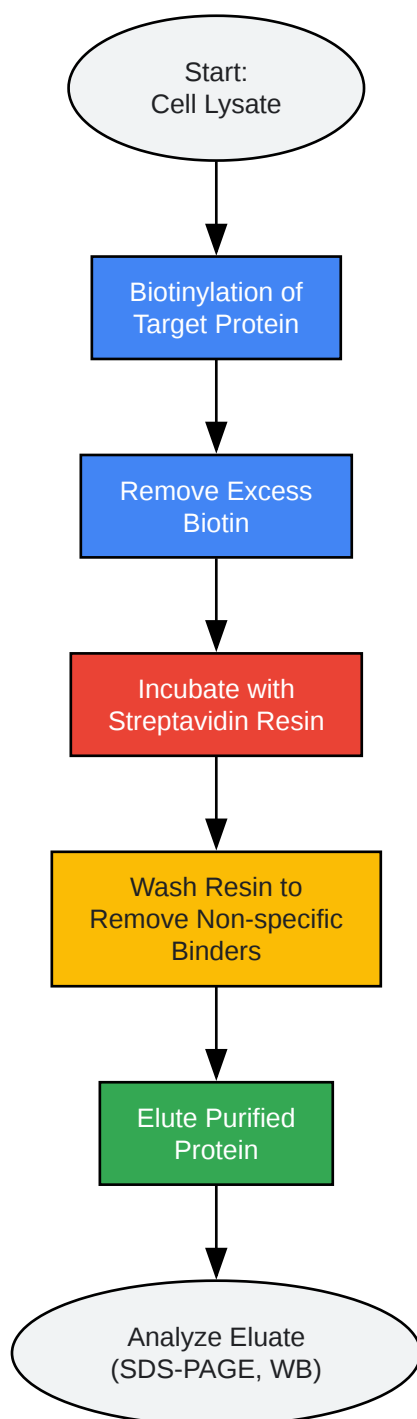 Start:
Cell Lysate
Biotinylation of
Target Protein
Remove Excess
Biotin
Incubate with
Streptavidin Resin
Wash Resin to
Remove Non-specific
Binders
Elute Purified
Protein
Analyze Eluate
(SDS-PAGE, WB)